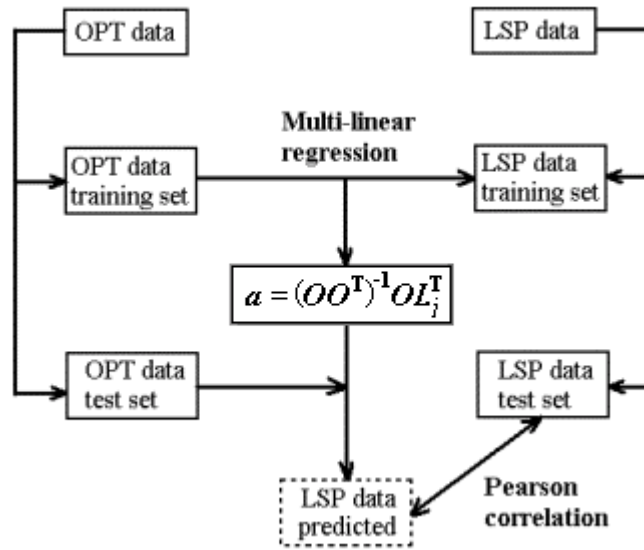 OPT data
LSP data
Multi-linear
regression
OPT data
training set
LSP data
training set
a = (OO^T)^-1 OL_j^T
OPT data
test set
LSP data
test set
LSP data
predicted
Pearson
correlation